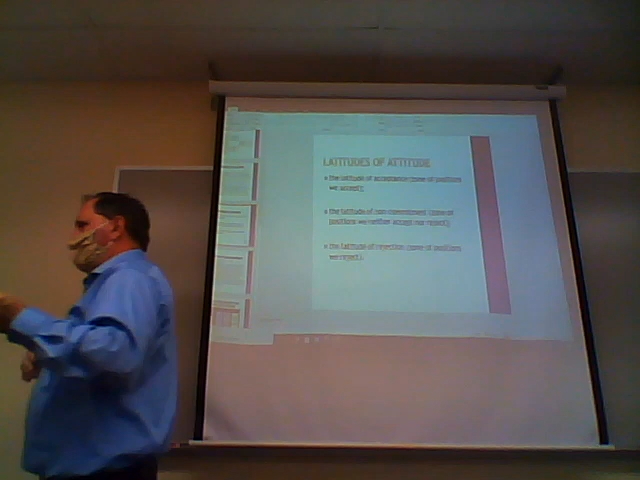 LATITUDES OF ATTITUDE
the latitude of acceptance (zone of positions
we accept);
the latitude of non-commitment (zone of
positions we neither accept nor reject);
the latitude of rejection (zone of positions
we reject).